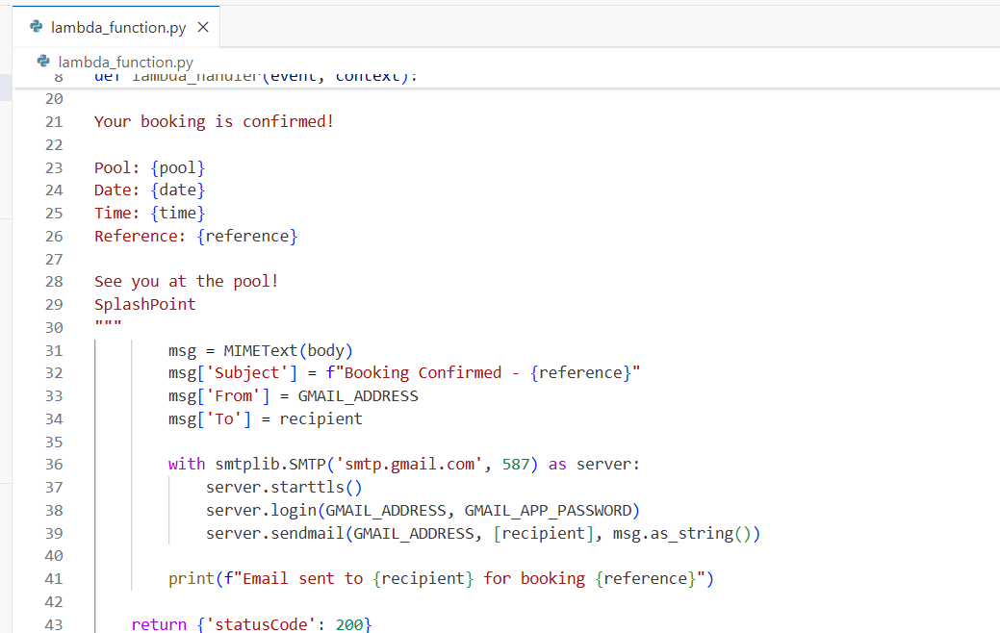 lambda_function.py
lambda_function.py
8 def lambda_handler(event, context):
20
21 Your booking is confirmed!
22
23 Pool: {pool}
24 Date: {date}
25 Time: {time}
26 Reference: {reference}
27
28 See you at the pool!
29 SplashPoint
30 """
31 msg = MIMEText(body)
32 msg['Subject'] = f"Booking Confirmed - {reference}"
33 msg['From'] = GMAIL_ADDRESS
34 msg['To'] = recipient
35
36 with smtplib.SMTP('smtp.gmail.com', 587) as server:
37 server.starttls()
38 server.login(GMAIL_ADDRESS, GMAIL_APP_PASSWORD)
39 server.sendmail(GMAIL_ADDRESS, [recipient], msg.as_string())
40
41 print(f"Email sent to {recipient} for booking {reference}")
42
43 return {'statusCode': 200}